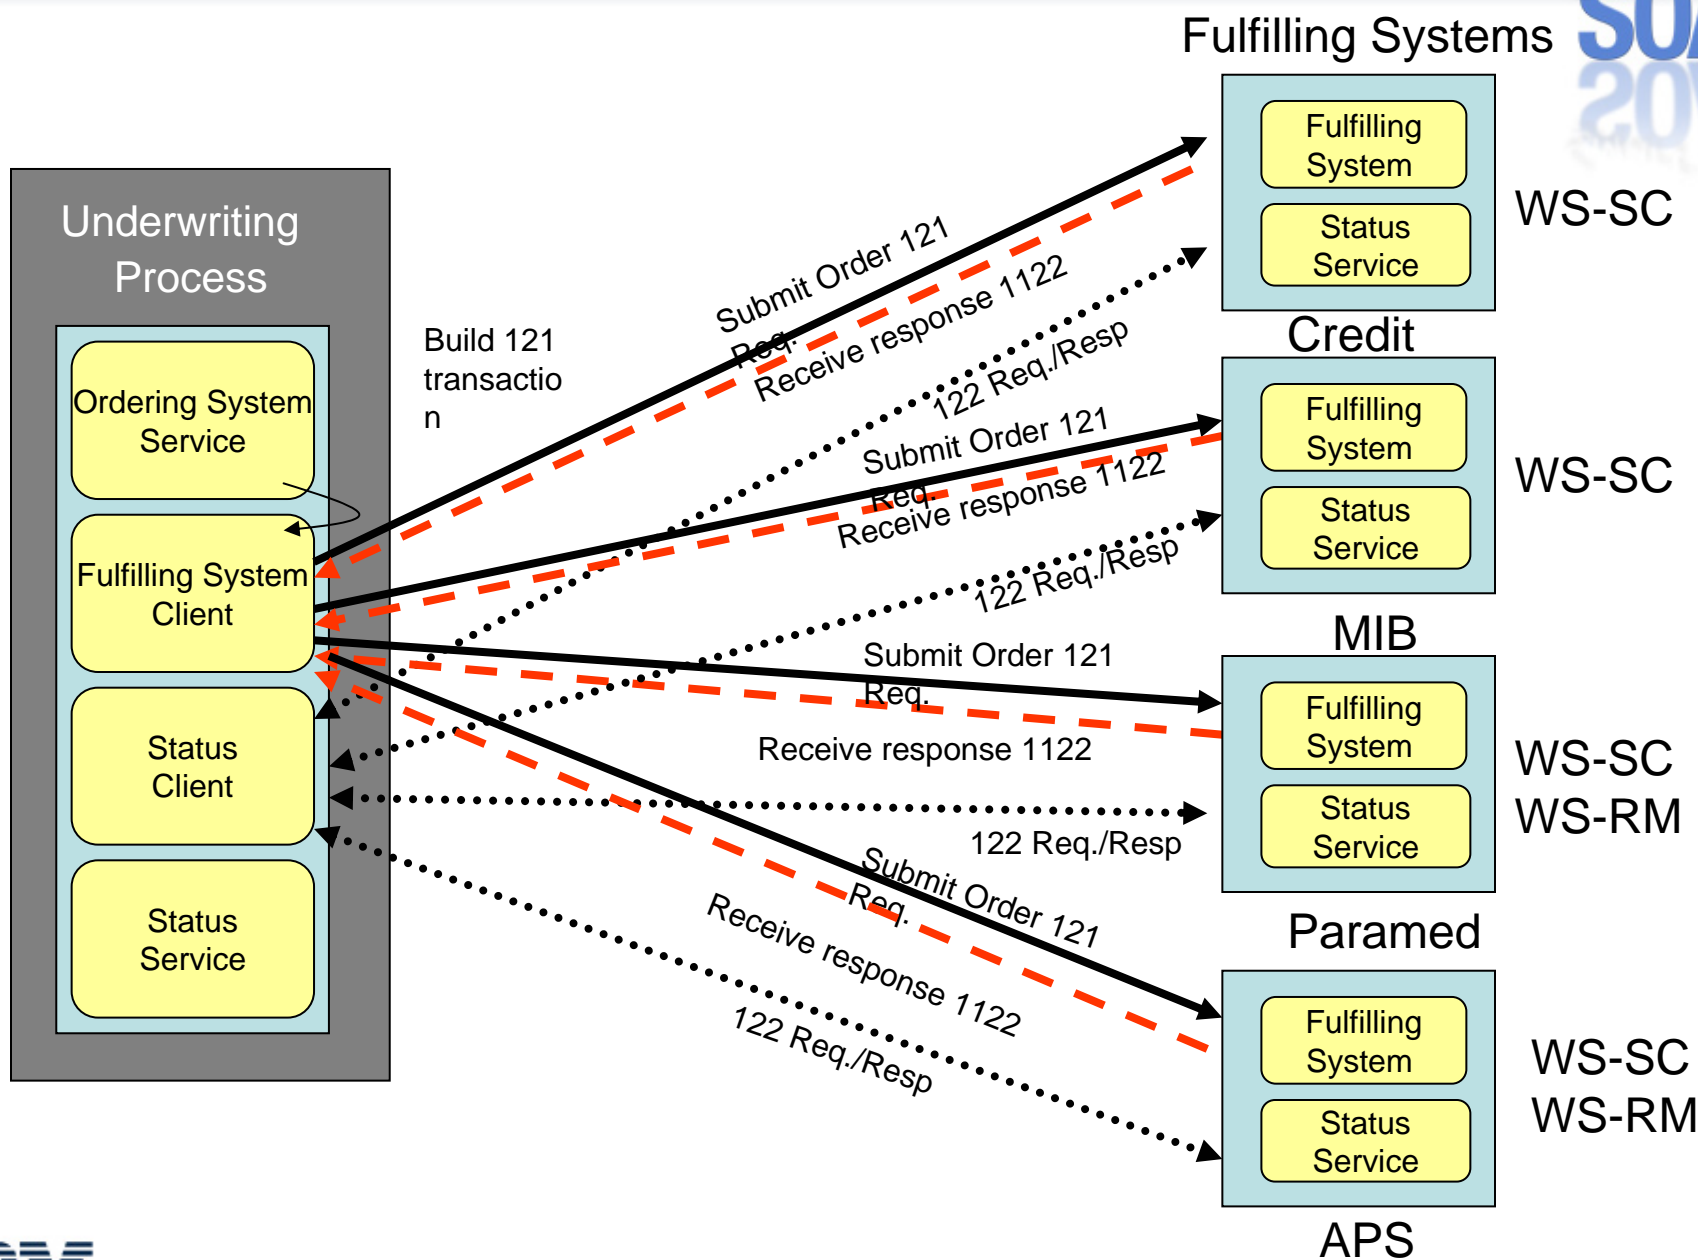 Fulfilling Systems
SOA
Underwriting
Process
Ordering System
Service
Fulfilling System
Client
Status
Client
Status
Service
Build 121
transactio
n
Submit Order 121
Req.
Receive response 1122
122 Req./Resp
Submit Order 121
Req.
Receive response 1122
122 Req./Resp
Submit Order 121
Req.
Receive response 1122
122 Req./Resp
Submit Order 121
Req.
Receive response 1122
122 Req./Resp
Fulfilling
System
Status
Service
WS-SC
Credit
Fulfilling
System
Status
Service
WS-SC
MIB
Fulfilling
System
Status
Service
WS-SC
WS-RM
Paramed
Fulfilling
System
Status
Service
WS-SC
WS-RM
APS